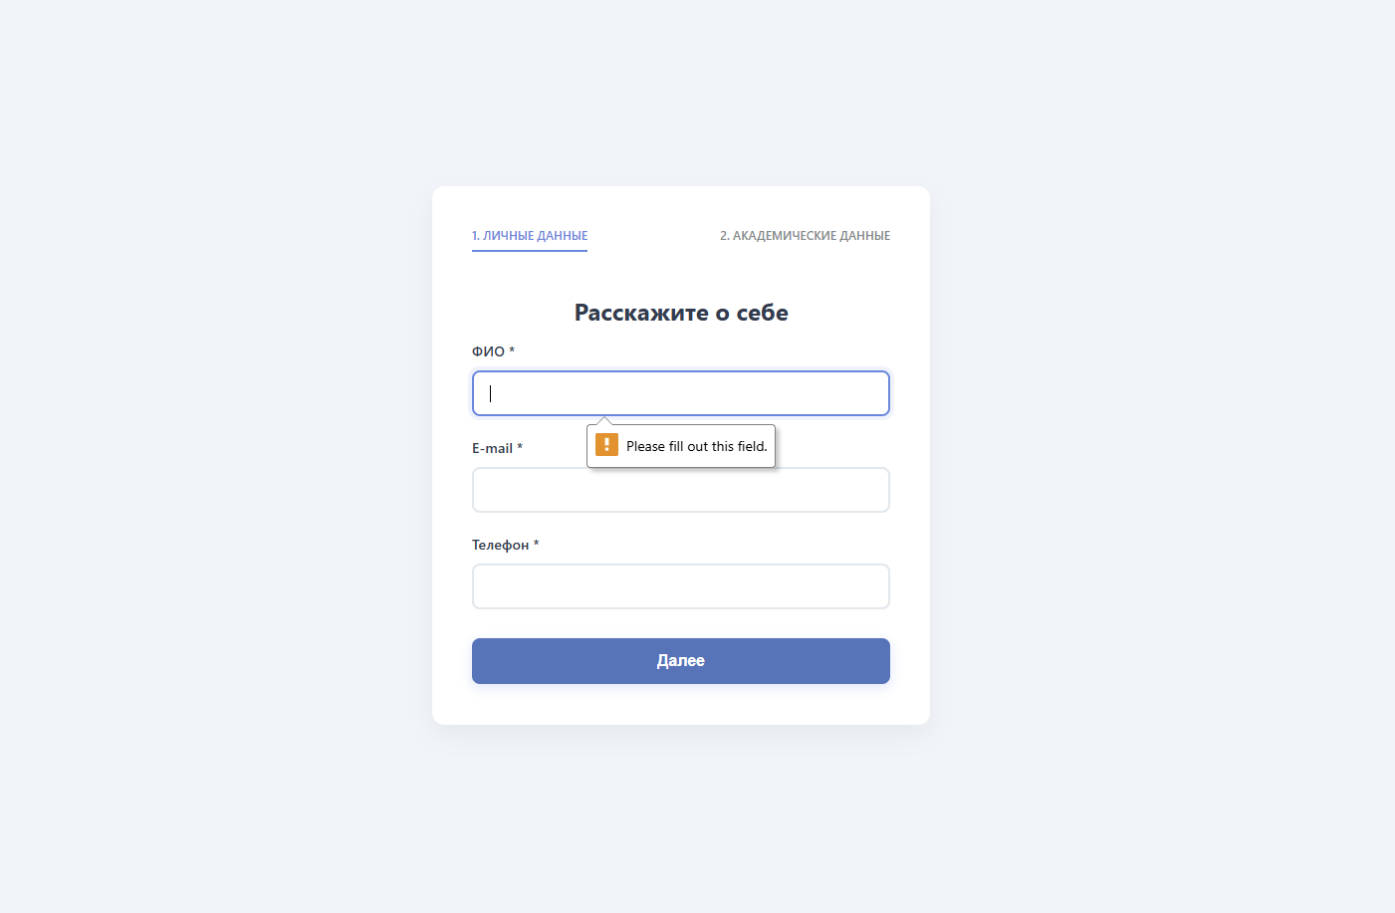 1. ЛИЧНЫЕ ДАННЫЕ
2. АКАДЕМИЧЕСКИЕ ДАННЫЕ
Расскажите о себе
ФИО *
Please fill out this field.
E-mail *
Телефон *
Далее